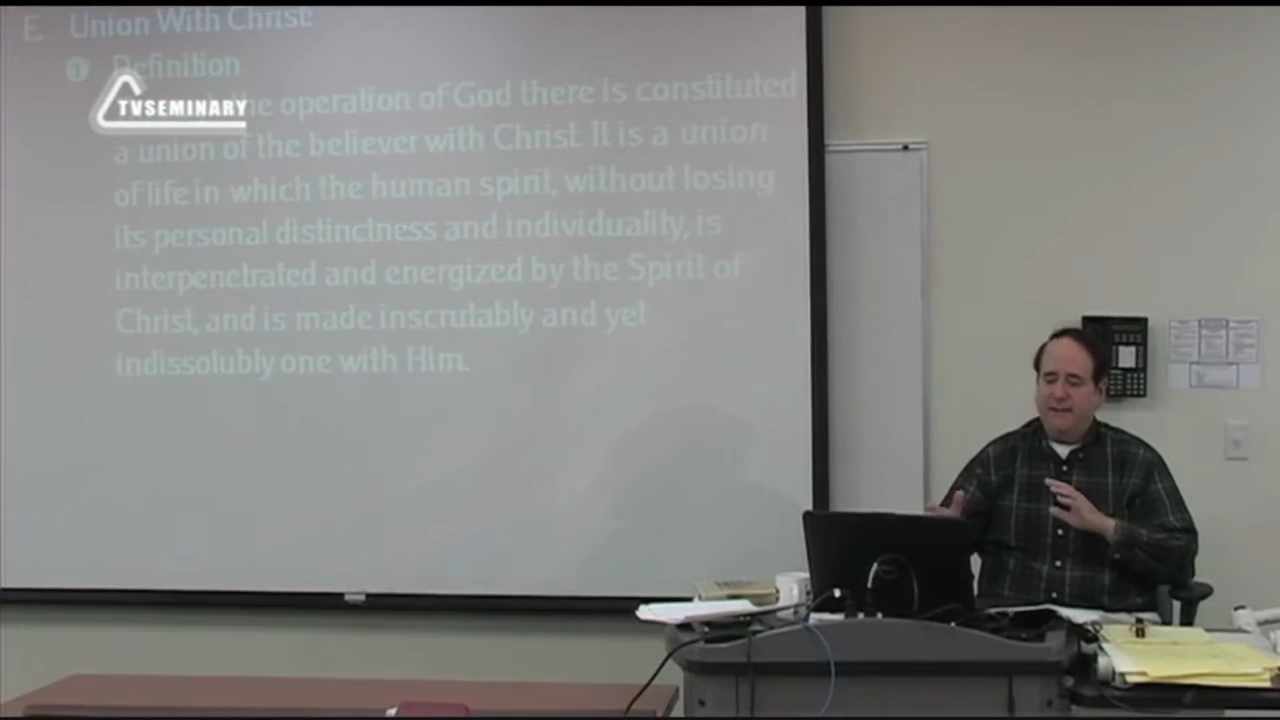 E Union With Christ:
1 Definition
TVSEMINARY
the operation of God there is constituted
a union of the believer with Christ. It is a union
of life in which the human spirit, without losing
its personal distinctness and individuality, is
interpenetrated and energized by the Spirit of
Christ, and is made inscrutably and yet
indissolubly one with Him.